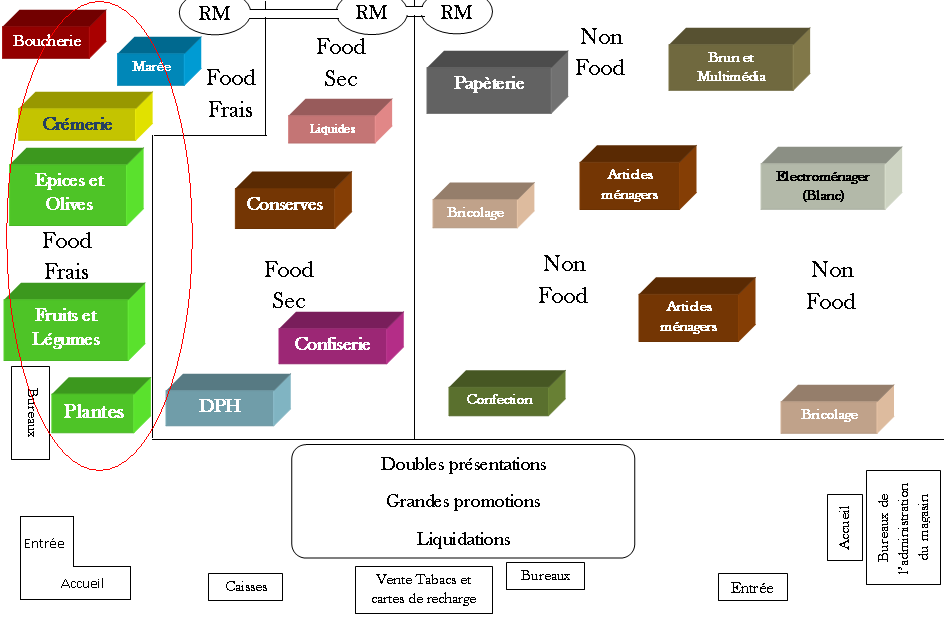 RM
RM
RM
Boucherie
Marée
Food
Frais
Food
Sec
Non
Food
Papèterie
Brun et
Multimédia
Crémerie
Liquides
Epices et
Olives
Conserves
Bricolage
Articles
ménagers
Electroménager
(Blanc)
Food
Frais
Food
Sec
Non
Food
Non
Food
Fruits et
Légumes
Confiserie
Articles
ménagers
Bureaux
Plantes
DPH
Confection
Bricolage
Doubles présentations
Grandes promotions
Liquidations
Accueil
Bureaux de
l'administration
du magasin
Entrée
Accueil
Caisses
Vente Tabacs et
cartes de recharge
Bureaux
Entrée